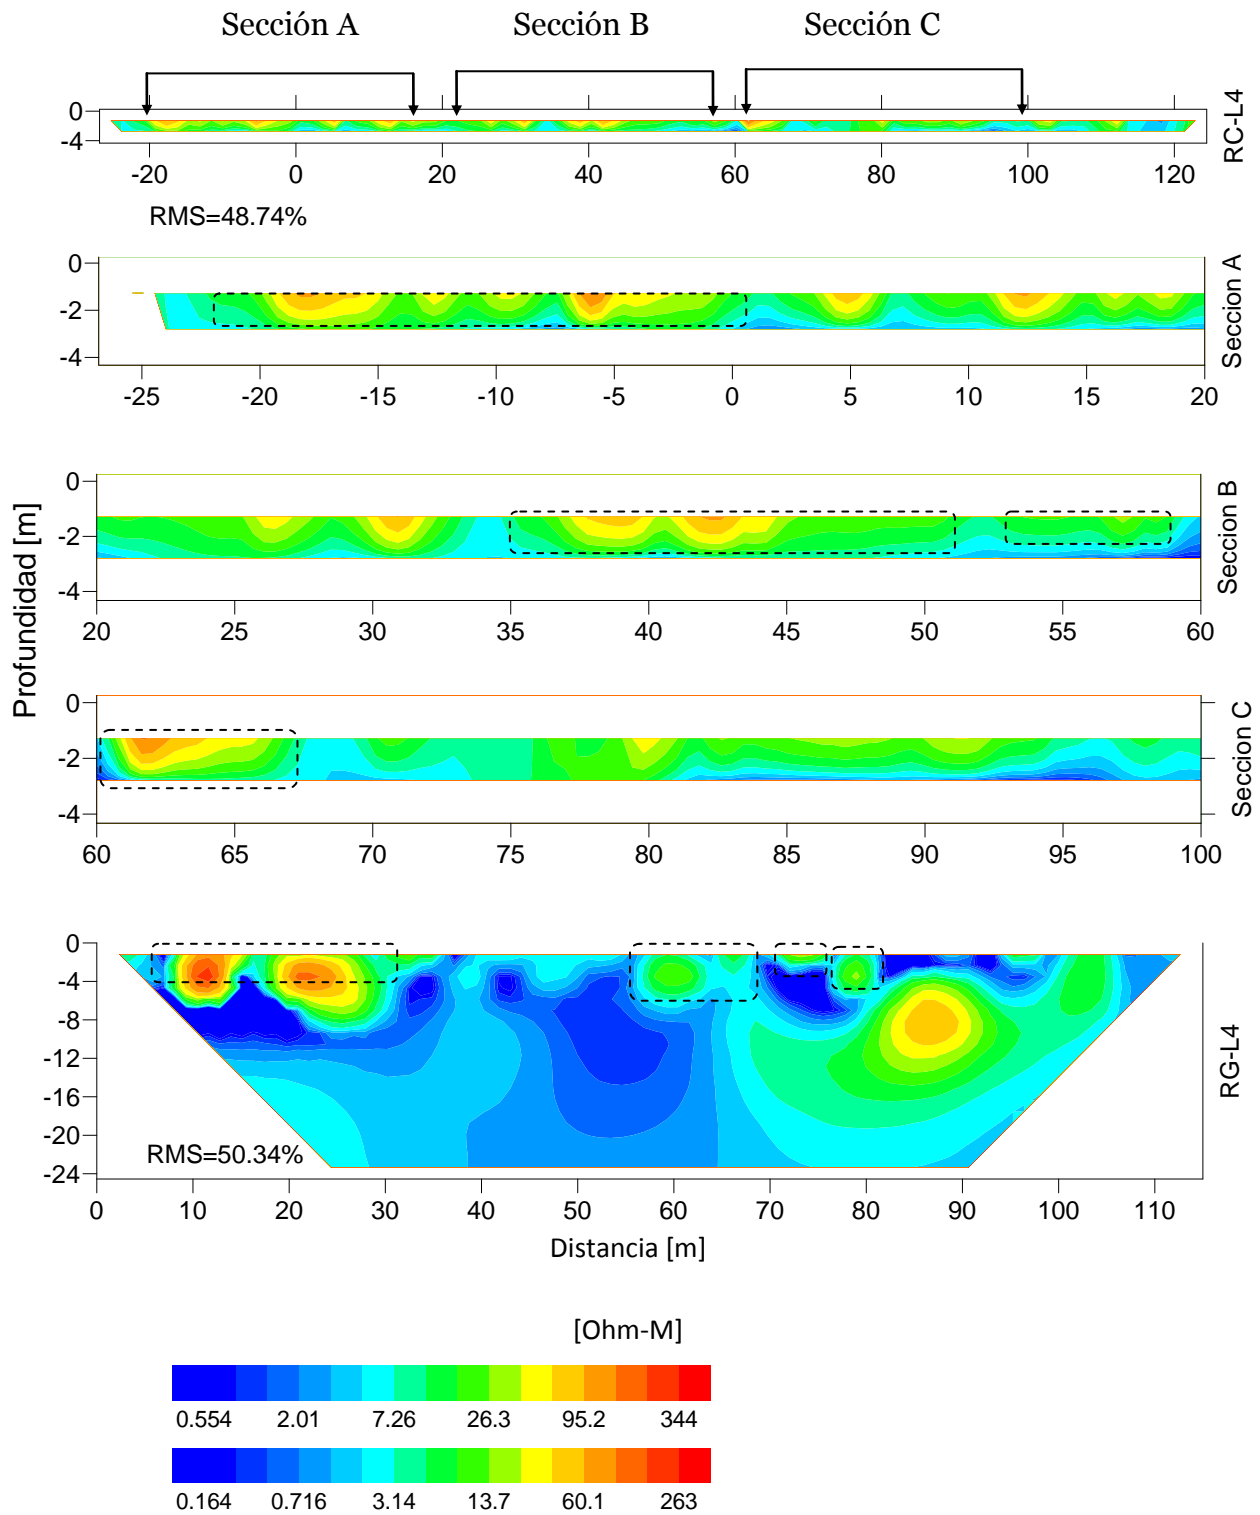 Sección A Sección B Sección C
0
-4
-20 0 20 40 60 80 100 120
RC-L4
RMS=48.74%
0
-2
-4
-25 -20 -15 -10 -5 0 5 10 15 20
Seccion A
Profundidad [m]
0
-2
-4
20 25 30 35 40 45 50 55 60
Seccion B
0
-2
-4
60 65 70 75 80 85 90 95 100
Seccion C
0
-4
-8
-12
-16
-20
-24
RMS=50.34%
0 10 20 30 40 50 60 70 80 90 100 110
RG-L4
Distancia [m]
[Ohm-M]
0.554 2.01 7.26 26.3 95.2 344
0.164 0.716 3.14 13.7 60.1 263